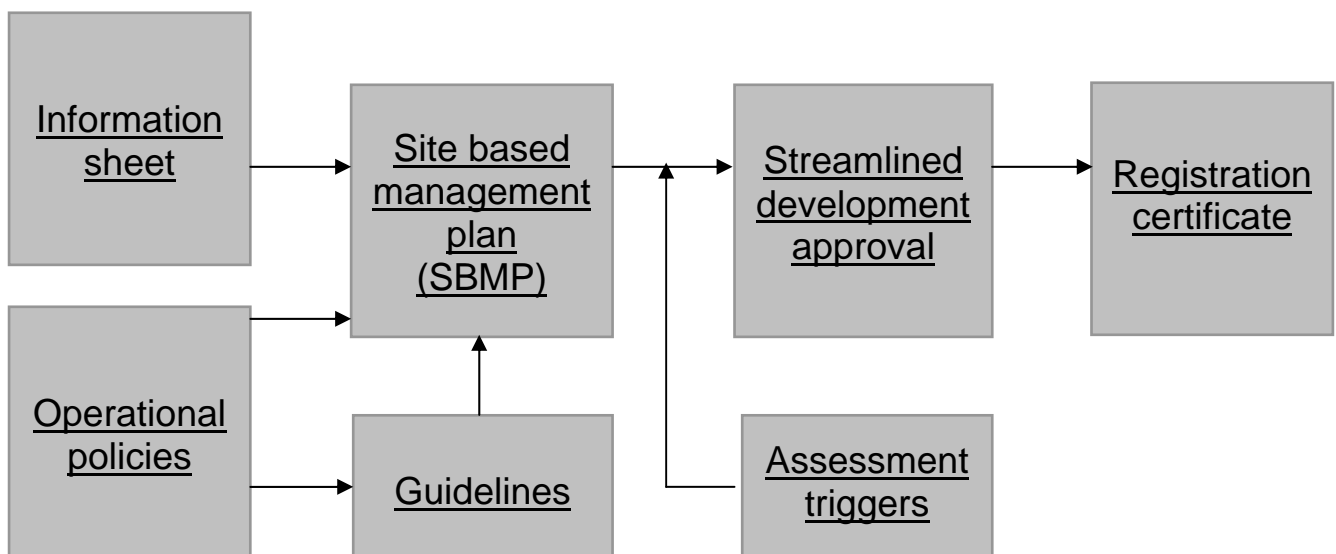 Information
sheet
Site based
management
plan
(SBMP)
Streamlined
development
approval
Registration
certificate
Operational
policies
Guidelines
Assessment
triggers